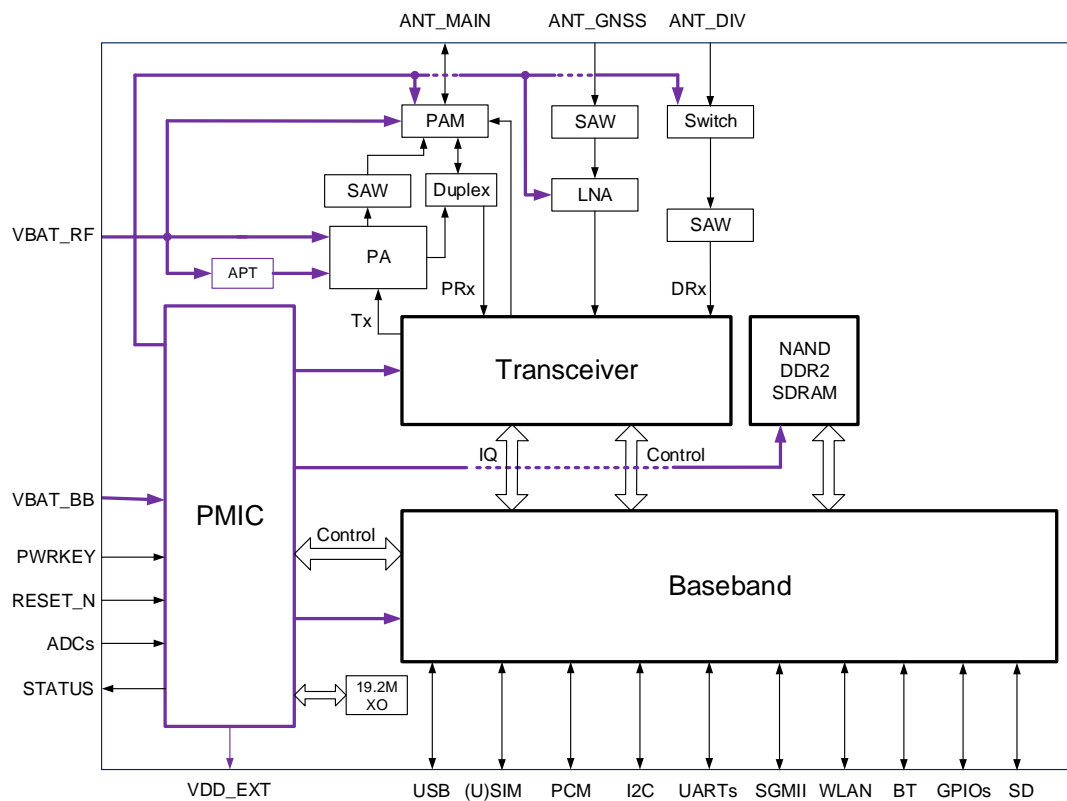 ANT_MAIN
ANT_GNSS
ANT_DIV
PAM
SAW
Switch
SAW
Duplex
LNA
SAW
VBAT_RF
PA
APT
PRx
DRx
Tx
Transceiver
NAND
DDR2
SDRAM
IQ
Control
VBAT_BB
PMIC
Control
PWRKEY
Baseband
RESET_N
ADCs
STATUS
19.2M
XO
VDD_EXT
USB
(U)SIM
PCM
I2C
UARTs
SGMII
WLAN
BT
GPIOs
SD